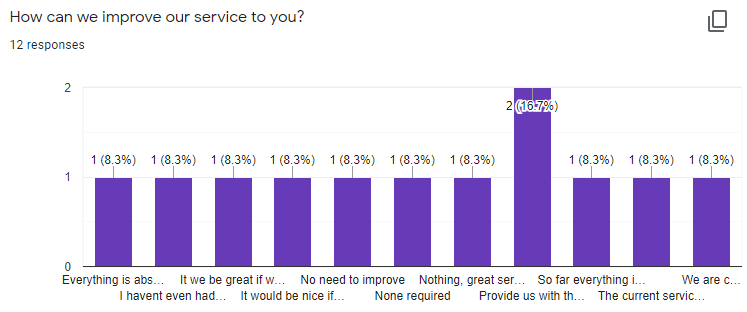 How can we improve our service to you?
12 responses
2
2 (16.7%)
1 (8.3%) 1 (8.3%) 1 (8.3%) 1 (8.3%) 1 (8.3%) 1 (8.3%) 1 (8.3%) 1 (8.3%) 1 (8.3%) 1 (8.3%)
1
0
Everything is abs... It we be great if w... No need to improve Nothing, great ser... So far everything i... We are c...
I havent even had... It would be nice if... None required Provide us with th... The current servic...